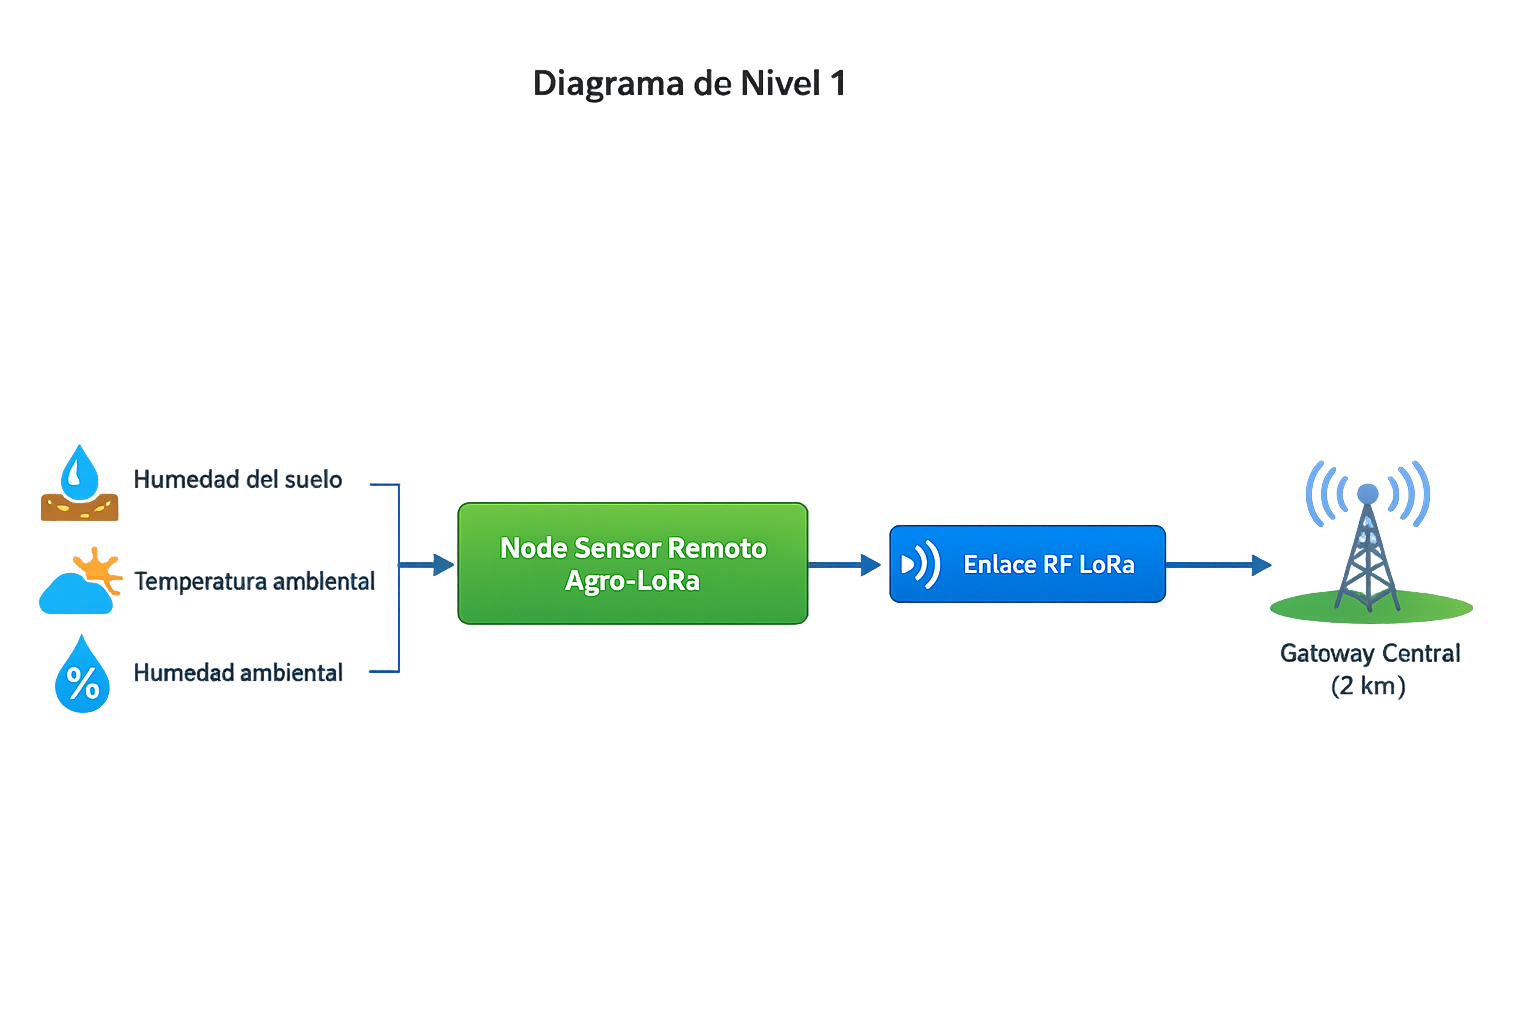 Diagrama de Nivel 1
Humedad del suelo
Temperatura amblental
Humedad ambiental
%
Node Sensor Remoto
Agro-LoRa
Enlace RF LoRa
Gatoway Central
(2 km)